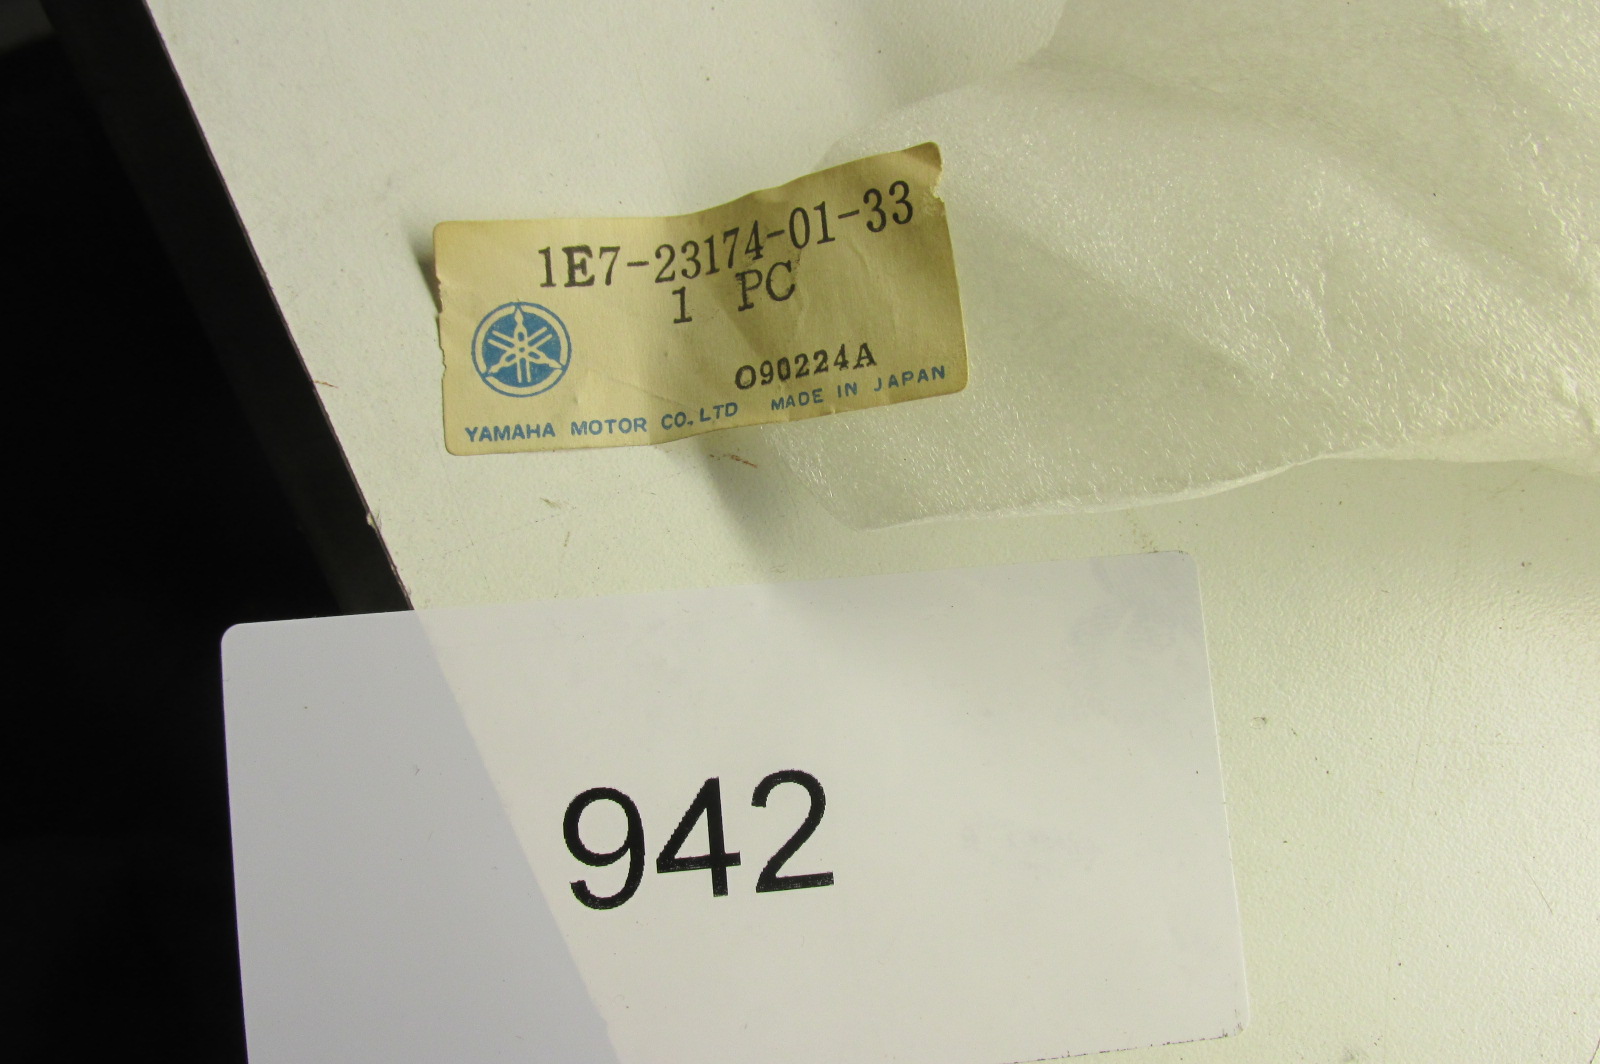 1E7-23174-01-33
1 PC
O90224A
YAMAHA MOTOR CO., LTD MADE IN JAPAN
942